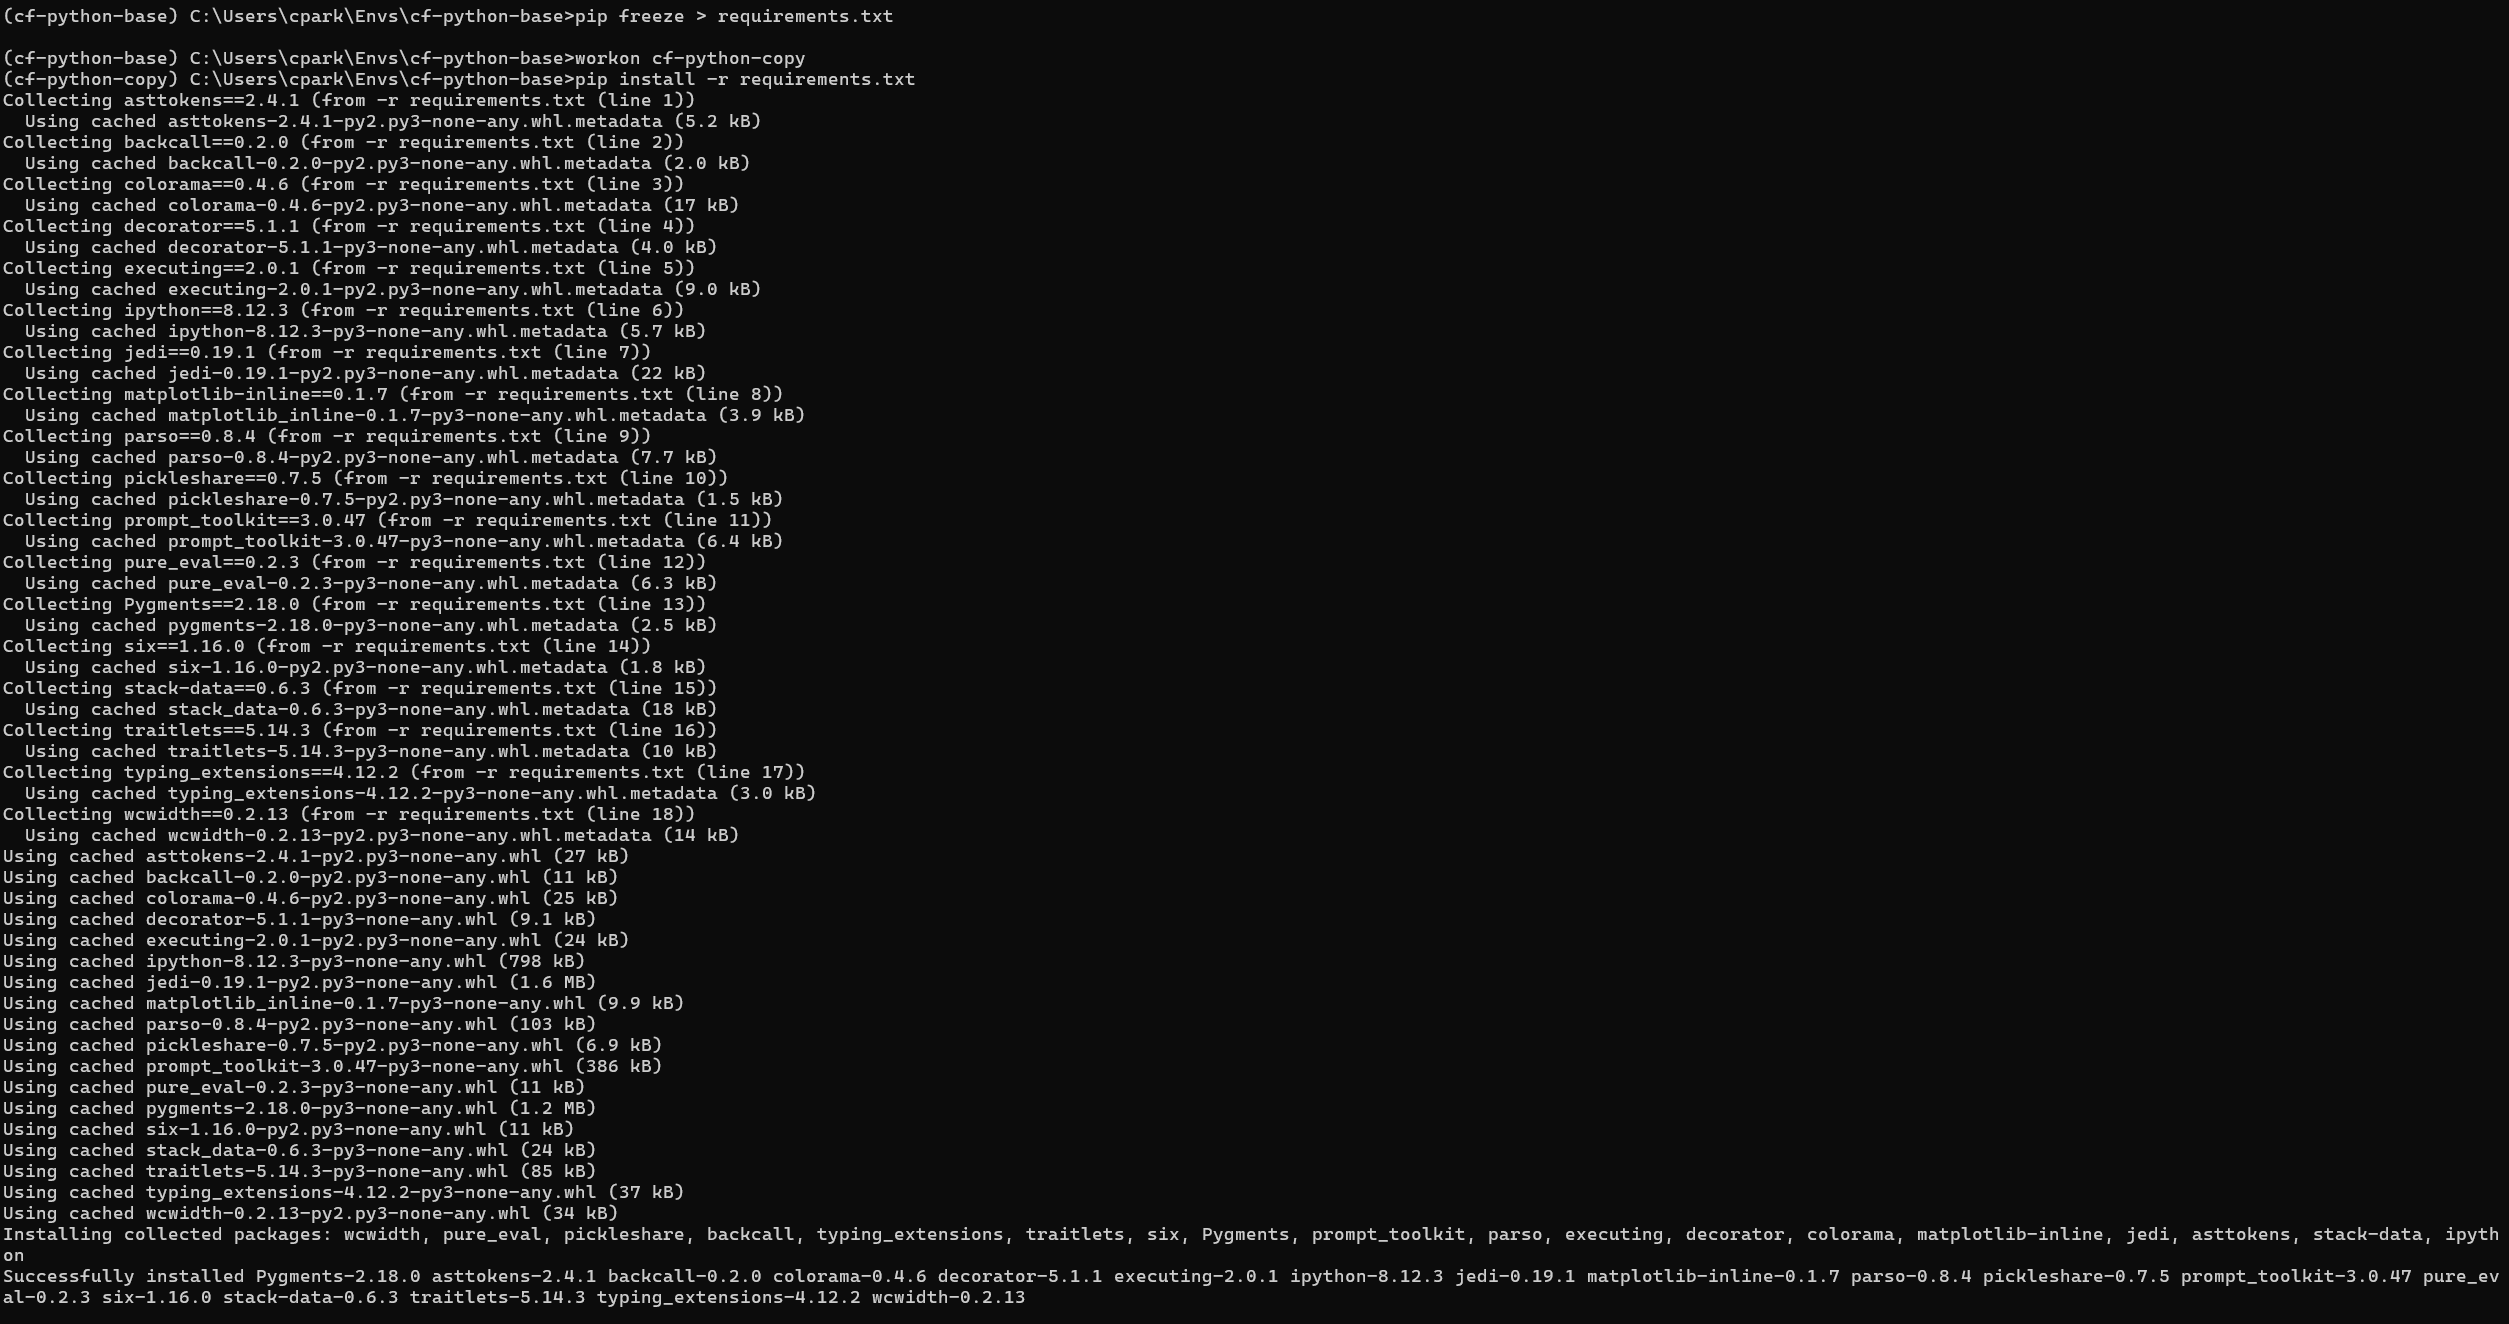 (cf-python-base) C:\Users\cpark\Envs\cf-python-base>pip freeze > requirements.txt
(cf-python-base) C:\Users\cpark\Envs\cf-python-base>workon cf-python-copy
(cf-python-copy) C:\Users\cpark\Envs\cf-python-base>pip install -r requirements.txt
Collecting asttokens==2.4.1 (from -r requirements.txt (line 1))
  Using cached asttokens-2.4.1-py2.py3-none-any.whl.metadata (5.2 kB)
Collecting backcall==0.2.0 (from -r requirements.txt (line 2))
  Using cached backcall-0.2.0-py2.py3-none-any.whl.metadata (2.0 kB)
Collecting colorama==0.4.6 (from -r requirements.txt (line 3))
  Using cached colorama-0.4.6-py2.py3-none-any.whl.metadata (17 kB)
Collecting decorator==5.1.1 (from -r requirements.txt (line 4))
  Using cached decorator-5.1.1-py3-none-any.whl.metadata (4.0 kB)
Collecting executing==2.0.1 (from -r requirements.txt (line 5))
  Using cached executing-2.0.1-py2.py3-none-any.whl.metadata (9.0 kB)
Collecting ipython==8.12.3 (from -r requirements.txt (line 6))
  Using cached ipython-8.12.3-py3-none-any.whl.metadata (5.7 kB)
Collecting jedi==0.19.1 (from -r requirements.txt (line 7))
  Using cached jedi-0.19.1-py2.py3-none-any.whl.metadata (22 kB)
Collecting matplotlib-inline==0.1.7 (from -r requirements.txt (line 8))
  Using cached matplotlib_inline-0.1.7-py3-none-any.whl.metadata (3.9 kB)
Collecting parso==0.8.4 (from -r requirements.txt (line 9))
  Using cached parso-0.8.4-py2.py3-none-any.whl.metadata (7.7 kB)
Collecting pickleshare==0.7.5 (from -r requirements.txt (line 10))
  Using cached pickleshare-0.7.5-py2.py3-none-any.whl.metadata (1.5 kB)
Collecting prompt_toolkit==3.0.47 (from -r requirements.txt (line 11))
  Using cached prompt_toolkit-3.0.47-py3-none-any.whl.metadata (6.4 kB)
Collecting pure_eval==0.2.3 (from -r requirements.txt (line 12))
  Using cached pure_eval-0.2.3-py3-none-any.whl.metadata (6.3 kB)
Collecting Pygments==2.18.0 (from -r requirements.txt (line 13))
  Using cached pygments-2.18.0-py3-none-any.whl.metadata (2.5 kB)
Collecting six==1.16.0 (from -r requirements.txt (line 14))
  Using cached six-1.16.0-py2.py3-none-any.whl.metadata (1.8 kB)
Collecting stack-data==0.6.3 (from -r requirements.txt (line 15))
  Using cached stack_data-0.6.3-py3-none-any.whl.metadata (18 kB)
Collecting traitlets==5.14.3 (from -r requirements.txt (line 16))
  Using cached traitlets-5.14.3-py3-none-any.whl.metadata (10 kB)
Collecting typing_extensions==4.12.2 (from -r requirements.txt (line 17))
  Using cached typing_extensions-4.12.2-py3-none-any.whl.metadata (3.0 kB)
Collecting wcwidth==0.2.13 (from -r requirements.txt (line 18))
  Using cached wcwidth-0.2.13-py2.py3-none-any.whl.metadata (14 kB)
Using cached asttokens-2.4.1-py2.py3-none-any.whl (27 kB)
Using cached backcall-0.2.0-py2.py3-none-any.whl (11 kB)
Using cached colorama-0.4.6-py2.py3-none-any.whl (25 kB)
Using cached decorator-5.1.1-py3-none-any.whl (9.1 kB)
Using cached executing-2.0.1-py2.py3-none-any.whl (24 kB)
Using cached ipython-8.12.3-py3-none-any.whl (798 kB)
Using cached jedi-0.19.1-py2.py3-none-any.whl (1.6 MB)
Using cached matplotlib_inline-0.1.7-py3-none-any.whl (9.9 kB)
Using cached parso-0.8.4-py2.py3-none-any.whl (103 kB)
Using cached pickleshare-0.7.5-py2.py3-none-any.whl (6.9 kB)
Using cached prompt_toolkit-3.0.47-py3-none-any.whl (386 kB)
Using cached pure_eval-0.2.3-py3-none-any.whl (11 kB)
Using cached pygments-2.18.0-py3-none-any.whl (1.2 MB)
Using cached six-1.16.0-py2.py3-none-any.whl (11 kB)
Using cached stack_data-0.6.3-py3-none-any.whl (24 kB)
Using cached traitlets-5.14.3-py3-none-any.whl (85 kB)
Using cached typing_extensions-4.12.2-py3-none-any.whl (37 kB)
Using cached wcwidth-0.2.13-py2.py3-none-any.whl (34 kB)
Installing collected packages: wcwidth, pure_eval, pickleshare, backcall, typing_extensions, traitlets, six, Pygments, prompt_toolkit, parso, executing, decorator, colorama, matplotlib-inline, jedi, asttokens, stack-data, ipyth
on
Successfully installed Pygments-2.18.0 asttokens-2.4.1 backcall-0.2.0 colorama-0.4.6 decorator-5.1.1 executing-2.0.1 ipython-8.12.3 jedi-0.19.1 matplotlib-inline-0.1.7 parso-0.8.4 pickleshare-0.7.5 prompt_toolkit-3.0.47 pure_ev
al-0.2.3 six-1.16.0 stack-data-0.6.3 traitlets-5.14.3 typing_extensions-4.12.2 wcwidth-0.2.13